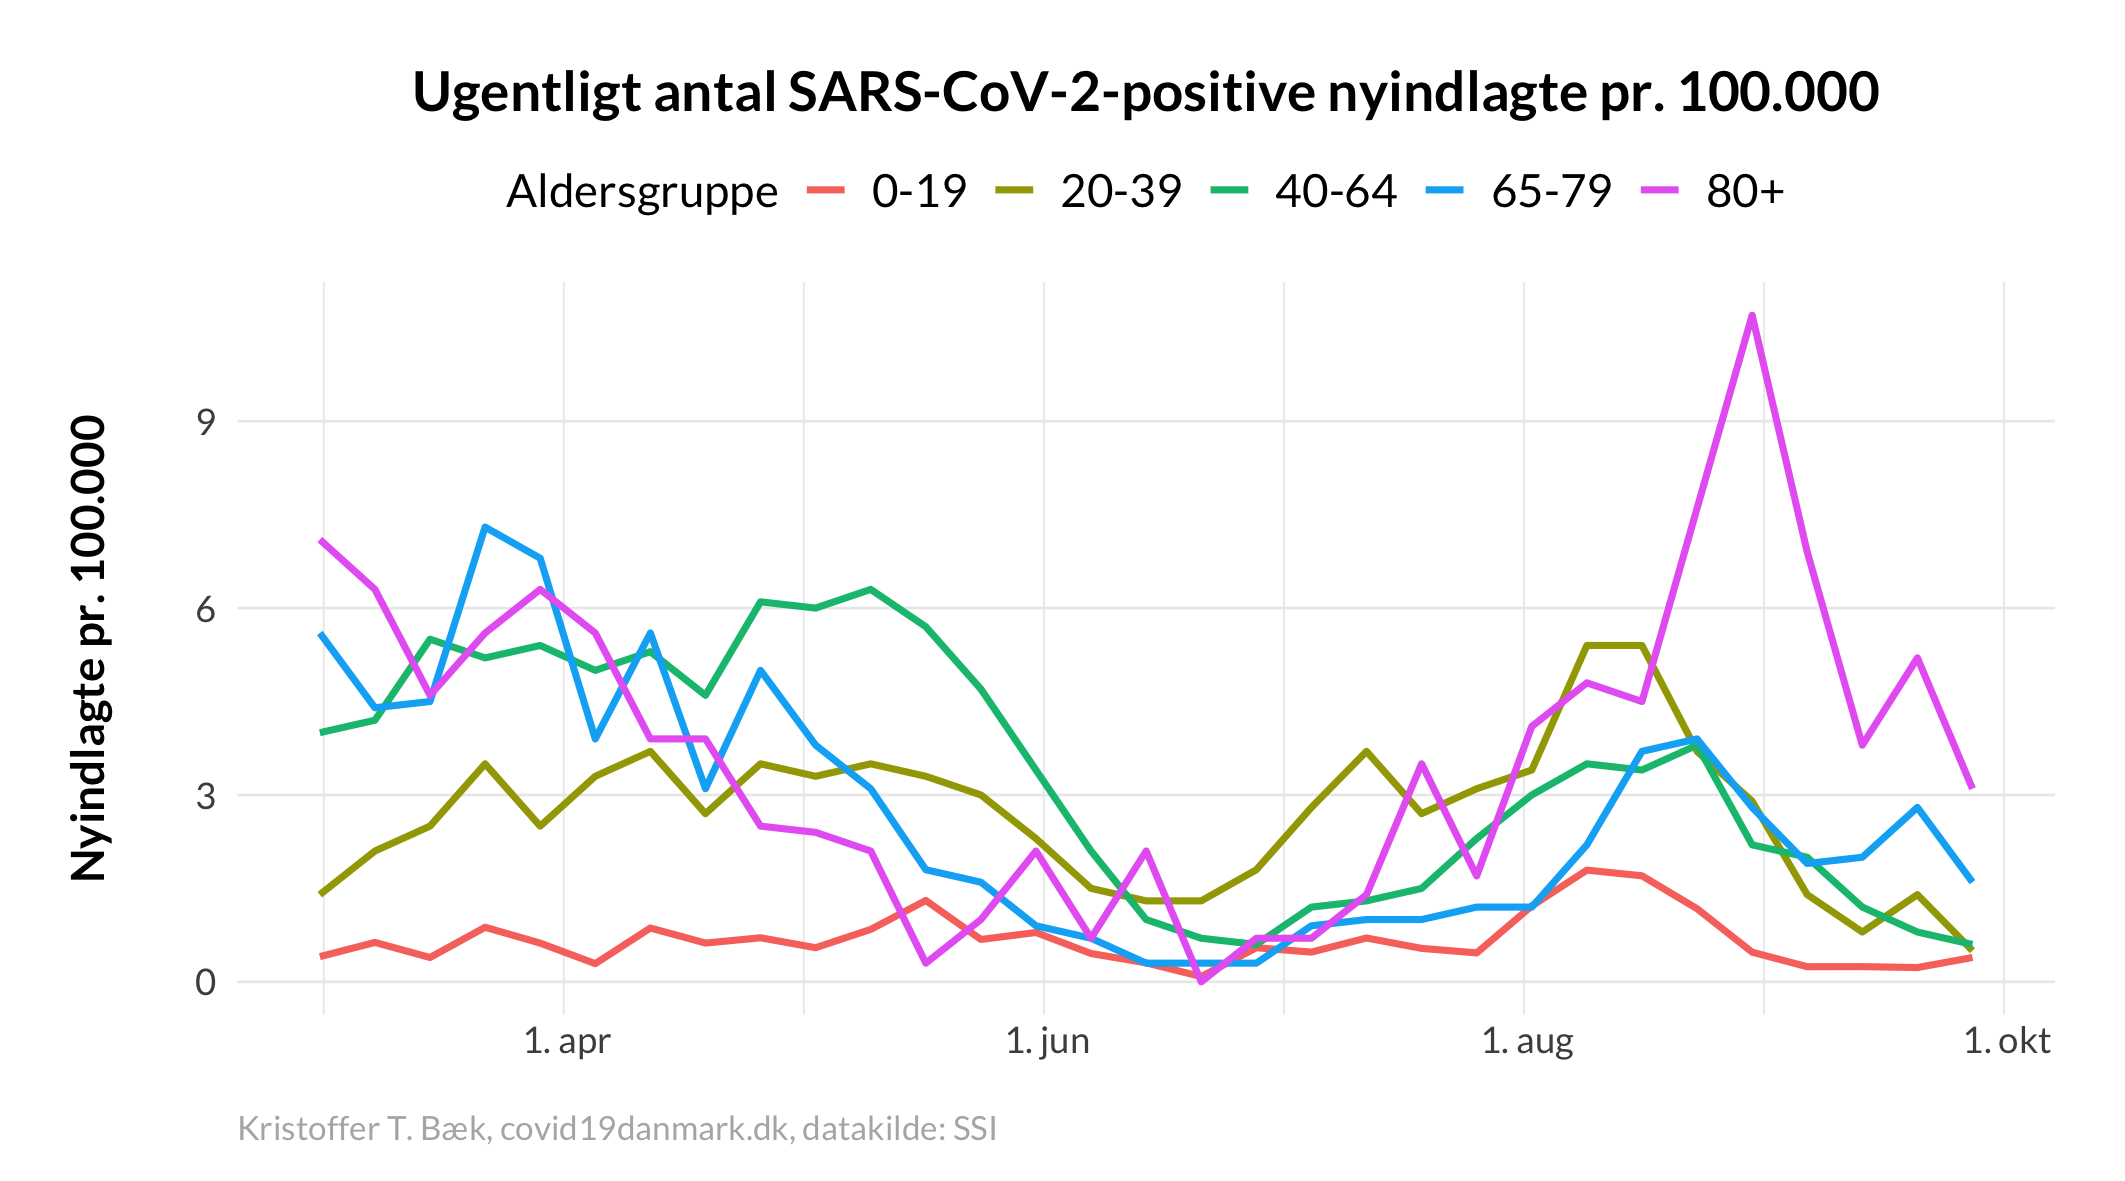 Ugentligt antal SARS-CoV-2-positive nyindlagte pr. 100.000
Aldersgruppe 0-19 20-39 40-64 65-79 80+
Nyindlagte pr. 100.000
9
6
3
0
1. apr 1. jun 1. aug 1. okt
Kristoffer T. Bæk, covid19danmark.dk, datakilde: SSI